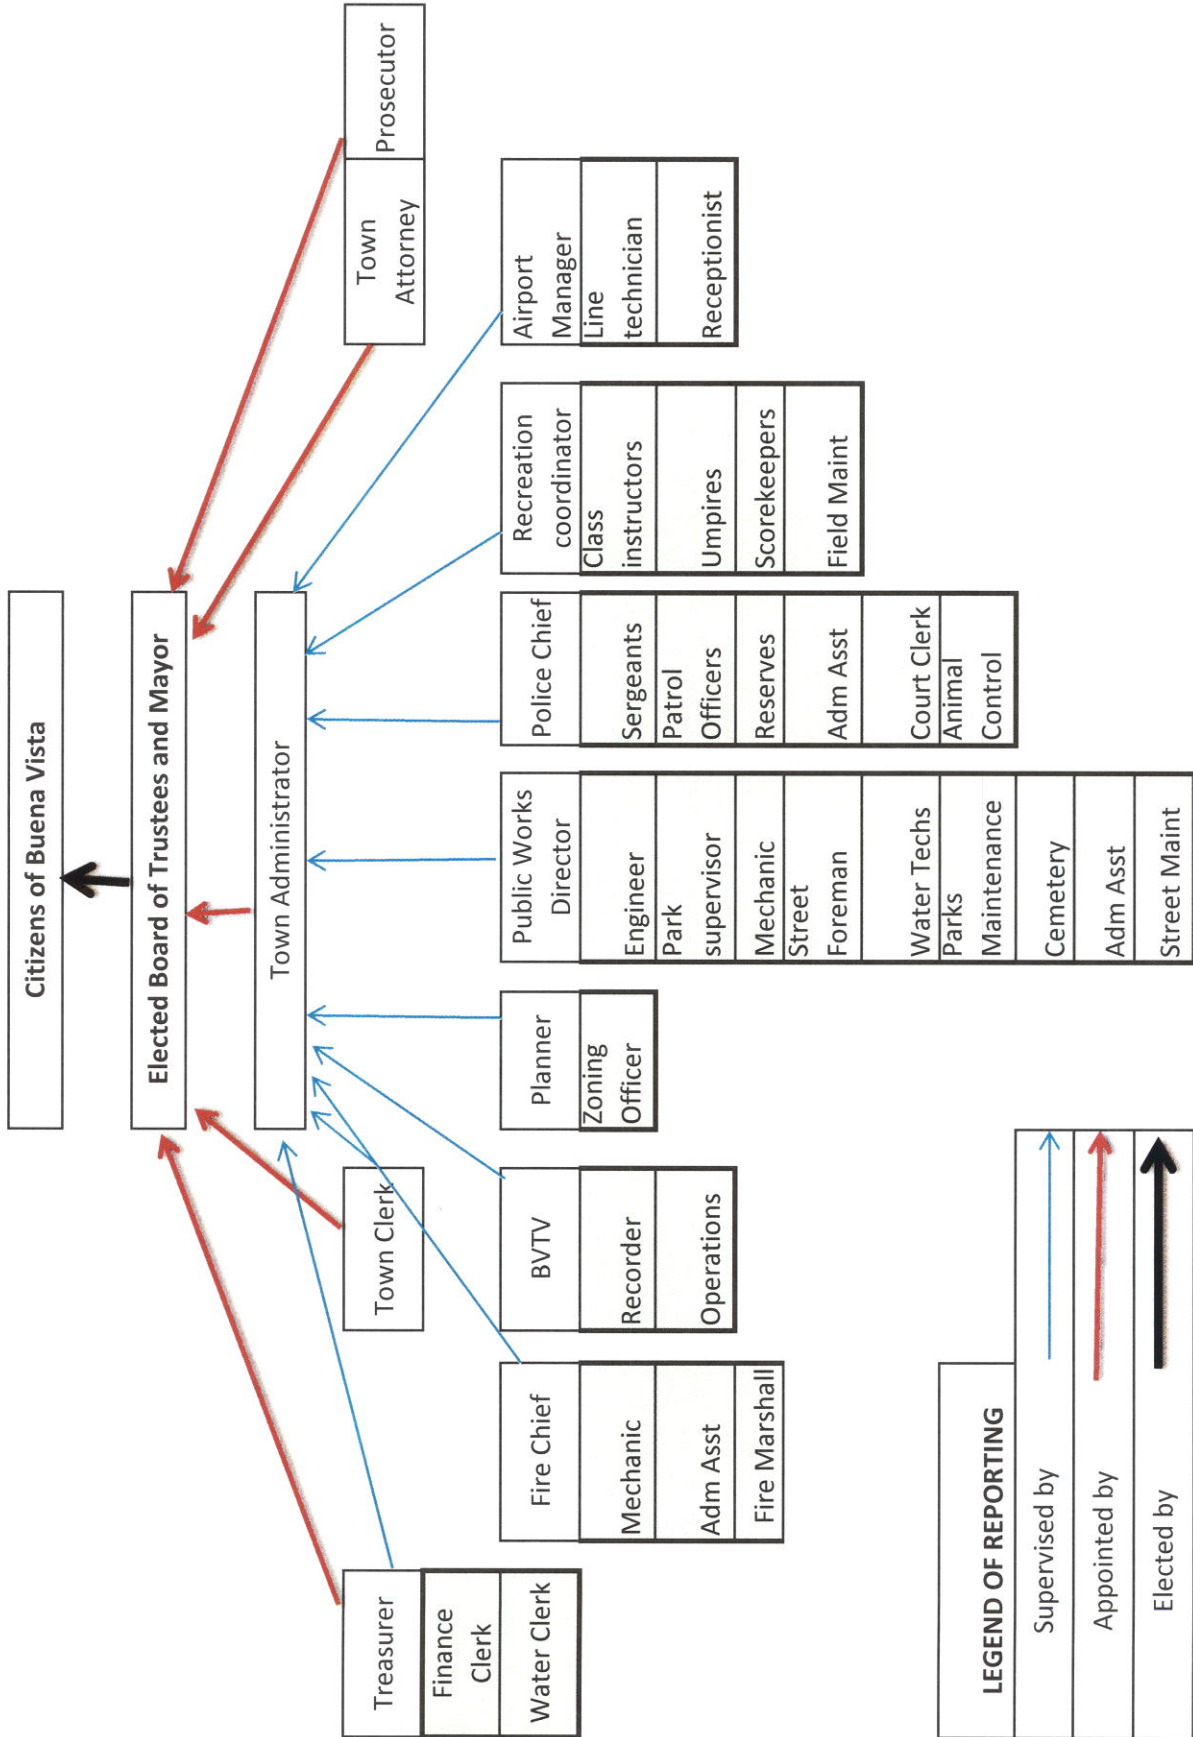 Citizens of Buena Vista
Elected Board of Trustees and Mayor
Town Administrator
Treasurer
Finance
Clerk
Water Clerk
Town Clerk
Town
Attorney
Prosecutor
Fire Chief
Mechanic
Adm Asst
Fire Marshall
BVTV
Recorder
Operations
Planner
Zoning
Officer
Public Works
Director
Engineer
Park
supervisor
Mechanic
Street
Foreman
Water Techs
Parks
Maintenance
Cemetery
Adm Asst
Street Maint
Police Chief
Sergeants
Patrol
Officers
Reserves
Adm Asst
Court Clerk
Animal
Control
Recreation
coordinator
Class
instructors
Umpires
Scorekeepers
Field Maint
Airport
Manager
Line
technician
Receptionist
LEGEND OF REPORTING
Supervised by
Appointed by
Elected by